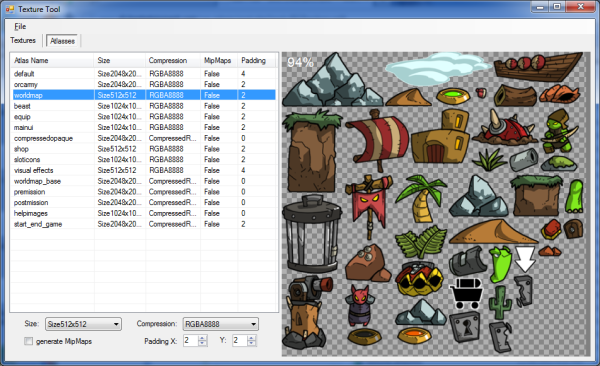 Texture Tool
File
Textures Atlasses
Atlas Name Size Compression MipMaps Padding
default Size2048x20... RGBA8888 False 4
orcarmy Size2048x20... RGBA8888 False 2
worldmap Size512x512 RGBA8888 False 2
beast Size1024x10... RGBA8888 False 2
equip Size1024x10... RGBA8888 False 2
mainui Size1024x10... RGBA8888 False 2
compressedopaque Size2048x20... CompressedR... False 0
shop Size512x512 RGBA8888 False 2
sloticons Size1024x10... RGBA8888 False 2
visual effects Size512x512 RGBA8888 False 4
worldmap_base Size2048x20... CompressedR... False 0
premission Size2048x20... CompressedR... False 0
postmission Size2048x20... CompressedR... False 0
helpimages Size1024x10... CompressedR... False 0
start_end_game Size2048x20... CompressedR... False 2
94%
Size: Size512x512 Compression: RGBA8888
generate MipMaps Padding X: 2 Y: 2